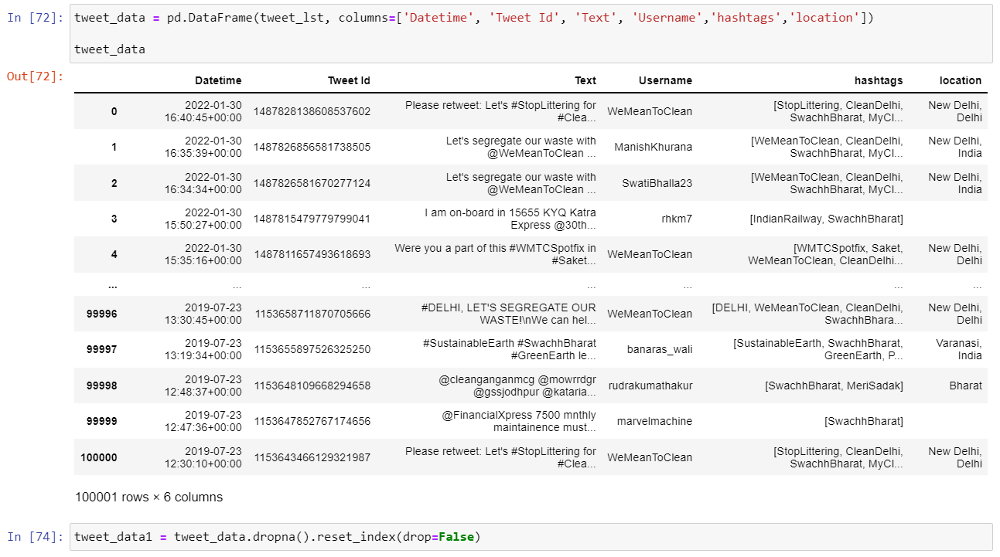 In [72]: tweet_data = pd.DataFrame(tweet_lst, columns=['Datetime', 'Tweet Id', 'Text', 'Username','hashtags','location'])
tweet_data
Out[72]:
Datetime Tweet Id Text Username hashtags location
0 2022-01-30 16:40:45+00:00 1487828138608537602 Please retweet: Let's #StopLittering for #Clea... WeMeanToClean [StopLittering, CleanDelhi, SwachhBharat, MyCl... New Delhi, Delhi
1 2022-01-30 16:35:39+00:00 1487826856581738505 Let's segregate our waste with @WeMeanToClean ... ManishKhurana [WeMeanToClean, CleanDelhi, SwachhBharat, MyCl... New Delhi, India
2 2022-01-30 16:34:34+00:00 1487826581670277124 Let's segregate our waste with @WeMeanToClean ... SwatiBhalla23 [WeMeanToClean, CleanDelhi, SwachhBharat, MyCl... New Delhi, India
3 2022-01-30 15:50:27+00:00 1487815479779799041 I am on-board in 15655 KYQ Katra Express @30th... rhkm7 [IndianRailway, SwachhBharat]
4 2022-01-30 15:35:16+00:00 1487811657493618693 Were you a part of this #WMTCSpotfix in #Saket... WeMeanToClean [WMTCSpotfix, Saket, WeMeanToClean, CleanDelhi... New Delhi, Delhi
... ... ... ... ... ... ...
99996 2019-07-23 13:30:45+00:00 1153658711870705666 #DELHI, LET'S SEGREGATE OUR WASTE!\nWe can hel... WeMeanToClean [DELHI, WeMeanToClean, CleanDelhi, SwachhBhara... New Delhi, Delhi
99997 2019-07-23 13:19:34+00:00 1153655897526325250 #SustainableEarth #SwachhBharat #GreenEarth le... banaras_wali [SustainableEarth, SwachhBharat, GreenEarth, P... Varanasi, India
99998 2019-07-23 12:48:37+00:00 1153648109668294658 @cleanganganmcg @mowrrdgr @gssjodhpur @kataria... rudrakumathakur [SwachhBharat, MeriSadak] Bharat
99999 2019-07-23 12:47:36+00:00 1153647852767174656 @FinancialXpress 7500 mnthly maintainence must... marvelmachine [SwachhBharat]
100000 2019-07-23 12:30:10+00:00 1153643466129321987 Please retweet: Let's #StopLittering for #Clea... WeMeanToClean [StopLittering, CleanDelhi, SwachhBharat, MyCl... New Delhi, Delhi
100001 rows × 6 columns
In [74]: tweet_data1 = tweet_data.dropna().reset_index(drop=False)